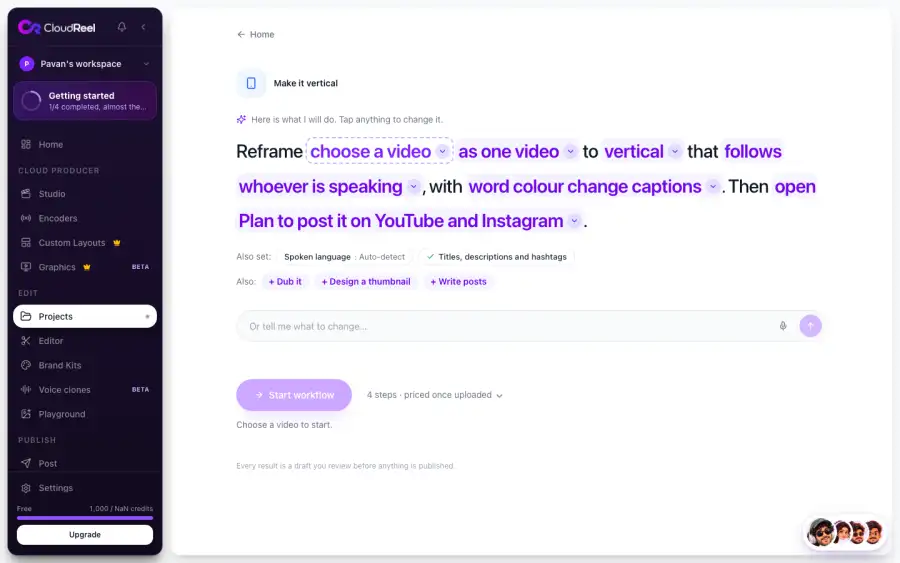 CloudReel
P Pavan's workspace
Getting started
1/4 completed, almost the...
Home
CLOUD PRODUCER
Studio
Encoders
Custom Layouts
Graphics BETA
EDIT
Projects
Editor
Brand Kits
Voice clones BETA
Playground
PUBLISH
Post
Settings
Free 1,000 / NaN credits
Upgrade
Home
Make it vertical
Here is what I will do. Tap anything to change it.
Reframe choose a video as one video to vertical that follows
whoever is speaking , with word colour change captions . Then open
Plan to post it on YouTube and Instagram .
Also set: Spoken language : Auto-detect Titles, descriptions and hashtags
Also: + Dub it + Design a thumbnail + Write posts
Or tell me what to change...
Start workflow 4 steps · priced once uploaded
Choose a video to start.
Every result is a draft you review before anything is published